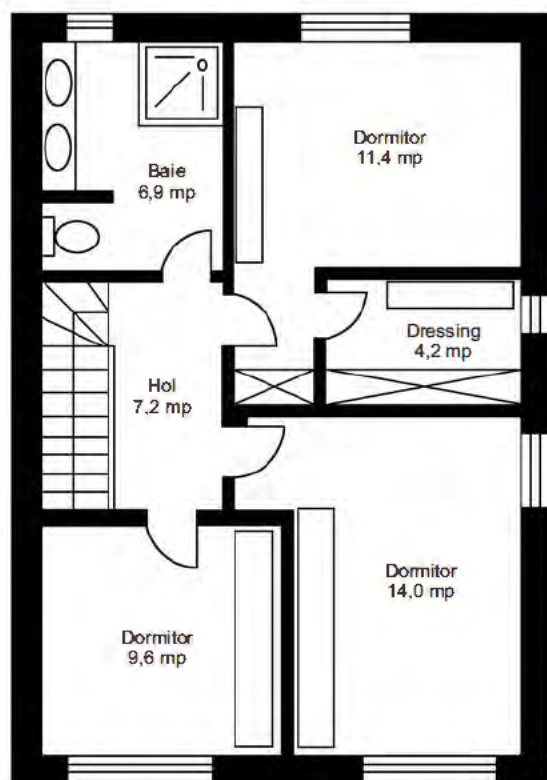 Dormitor
11,4 mp
Baie
6,9 mp
Dressing
4,2 mp
Hol
7,2 mp
Dormitor
14,0 mp
Dormitor
9,6 mp